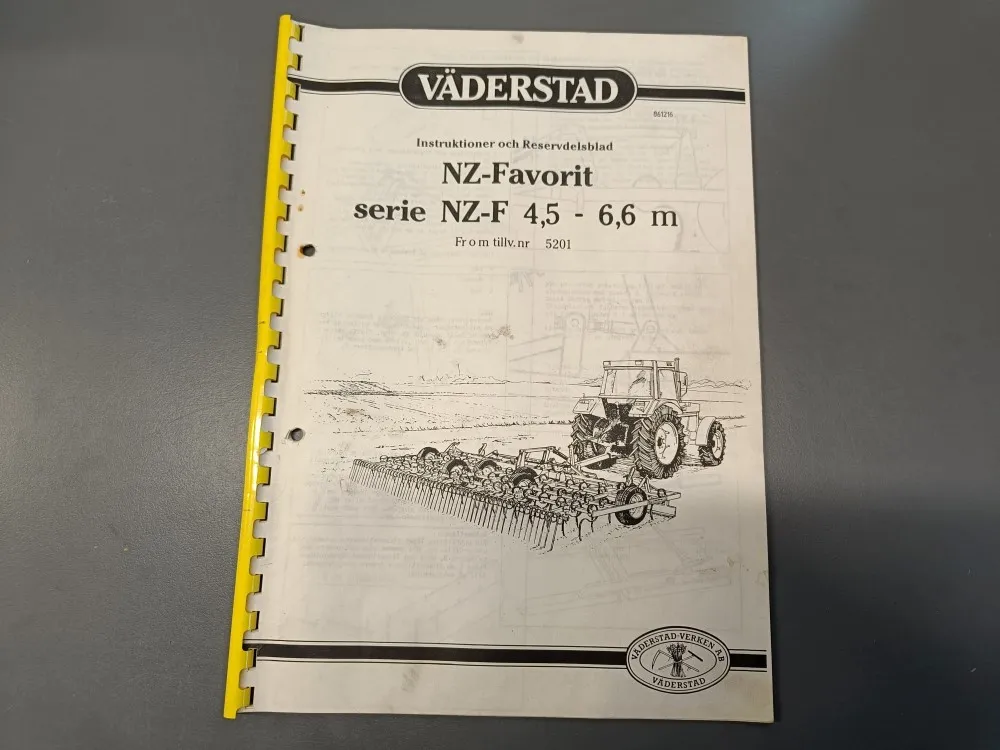 VÄDERSTAD
061216
Instruktioner och Reservdelsblad
NZ-Favorit
serie NZ-F 4,5 - 6,6 m
Fr o m tillv.nr 5201
VÄDERSTAD-VERKEN AB
VÄDERSTAD